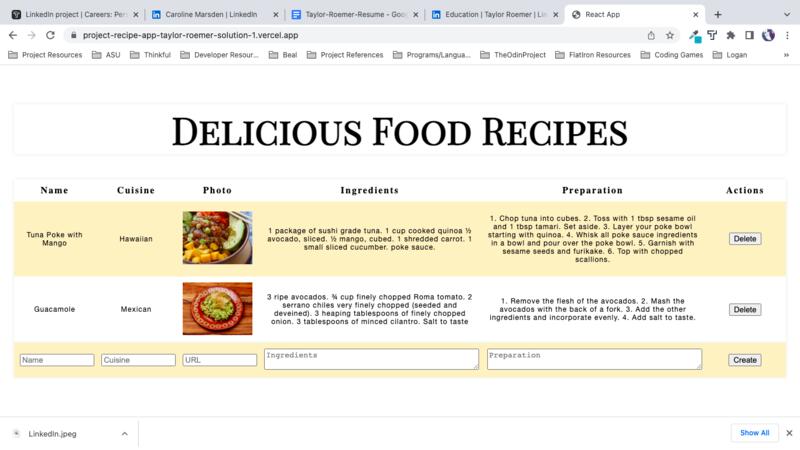 LinkedIn project | Careers: Per
Caroline Marsden | LinkedIn
Taylor-Roemer-Resume - Goo
Education | Taylor Roemer | Lin
React App
project-recipe-app-taylor-roemer-solution-1.vercel.app
Project Resources
ASU
Thinkful
Developer Resour...
Beal
Project References
Programs/Langua...
TheOdinProject
FlatIron Resources
Coding Games
Logan
Delicious Food Recipes
Name Cuisine Photo Ingredients Preparation Actions
Tuna Poke with
Mango
Hawaiian
1 package of sushi grade tuna. 1 cup cooked quinoa ½
avocado, sliced. ½ mango, cubed. 1 shredded carrot. 1
small sliced cucumber. poke sauce.
1. Chop tuna into cubes. 2. Toss with 1 tbsp sesame oil
and 1 tbsp tamari. Set aside. 3. Layer your poke bowl
starting with quinoa. 4. Whisk all poke sauce ingredients
in a bowl and pour over the poke bowl. 5. Garnish with
sesame seeds and furikake. 6. Top with chopped
scallions.
Delete
Guacamole
Mexican
3 ripe avocados. ¾ cup finely chopped Roma tomato. 2
serrano chiles very finely chopped (seeded and
deveined). 3 heaping tablespoons of finely chopped
onion. 3 tablespoons of minced cilantro. Salt to taste
1. Remove the flesh of the avocados. 2. Mash the
avocados with the back of a fork. 3. Add the other
ingredients and incorporate evenly. 4. Add salt to taste.
Delete
Name
Cuisine
URL
Ingredients
Preparation
Create
LinkedIn.jpeg
Show All